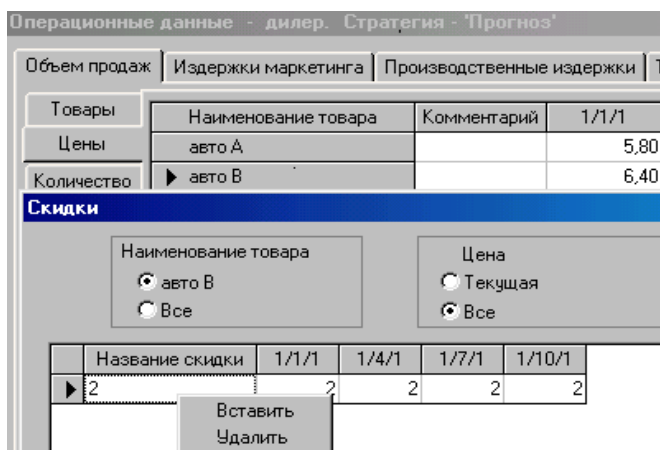 Операционные данные - дилер. Стратегия - 'Прогноз'
Объем продаж Издержки маркетинга Производственные издержки
Товары Наименование товара Комментарий 1/1/1
Цены авто А 5,80
Количество авто В 6,40
Скидки
Наименование товара Цена
авто В Текущая
Все Все
Название скидки 1/1/1 1/4/1 1/7/1 1/10/1
2 2 2 2 2
Вставить
Удалить